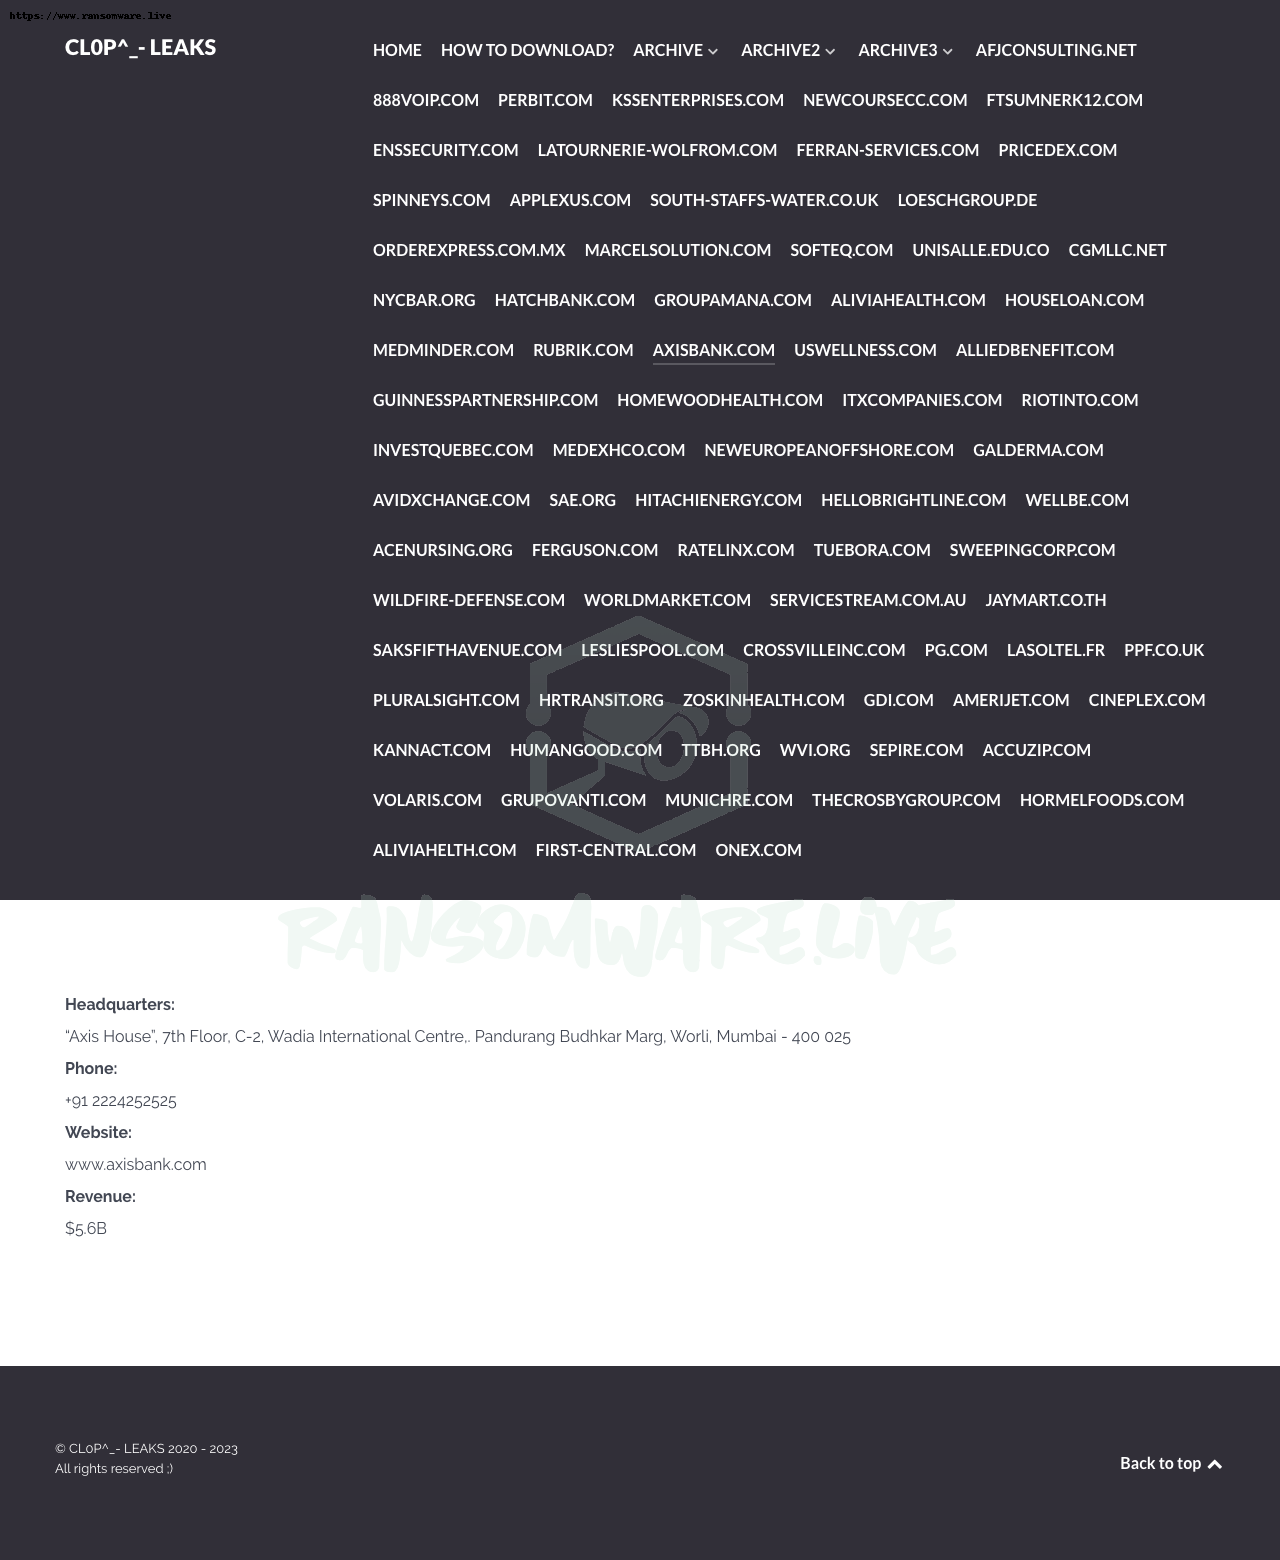 https://www.ransomware.live
CL0P^_- LEAKS
HOME HOW TO DOWNLOAD? ARCHIVE ARCHIVE2 ARCHIVE3 AFJCONSULTING.NET
888VOIP.COM PERBIT.COM KSSENTERPRISES.COM NEWCOURSECC.COM FTSUMNERK12.COM
ENSSECURITY.COM LATOURNERIE-WOLFROM.COM FERRAN-SERVICES.COM PRICEDEX.COM
SPINNEYS.COM APPLEXUS.COM SOUTH-STAFFS-WATER.CO.UK LOESCHGROUP.DE
ORDEREXPRESS.COM.MX MARCELSOLUTION.COM SOFTEQ.COM UNISALLE.EDU.CO CGMLLC.NET
NYCBAR.ORG HATCHBANK.COM GROUPAMANA.COM ALIVIAHEALTH.COM HOUSELOAN.COM
MEDMINDER.COM RUBRIK.COM AXISBANK.COM USWELLNESS.COM ALLIEDBENEFIT.COM
GUINNESSPARTNERSHIP.COM HOMEWOODHEALTH.COM ITXCOMPANIES.COM RIOTINTO.COM
INVESTQUEBEC.COM MEDEXHCO.COM NEWEUROPEANOFFSHORE.COM GALDERMA.COM
AVIDXCHANGE.COM SAE.ORG HITACHIENERGY.COM HELLOBRIGHTLINE.COM WELLBE.COM
ACENURSING.ORG FERGUSON.COM RATELINX.COM TUEBORA.COM SWEEPINGCORP.COM
WILDFIRE-DEFENSE.COM WORLDMARKET.COM SERVICESTREAM.COM.AU JAYMART.CO.TH
SAKSFIFTHAVENUE.COM LESLIESPOOL.COM CROSSVILLEINC.COM PG.COM LASOLTEL.FR PPF.CO.UK
PLURALSIGHT.COM HRTRANSIT.ORG ZOSKINHEALTH.COM GDI.COM AMERIJET.COM CINEPLEX.COM
KANNACT.COM HUMANGOOD.COM TTBH.ORG WVI.ORG SEPIRE.COM ACCUZIP.COM
VOLARIS.COM GRUPOVANTI.COM MUNICHRE.COM THECROSBYGROUP.COM HORMELFOODS.COM
ALIVIAHELTH.COM FIRST-CENTRAL.COM ONEX.COM
RANSOMWARE.LIVE
Headquarters:
“Axis House”, 7th Floor, C-2, Wadia International Centre,. Pandurang Budhkar Marg, Worli, Mumbai - 400 025
Phone:
+91 2224252525
Website:
www.axisbank.com
Revenue:
$5.6B
© CL0P^_- LEAKS 2020 - 2023
All rights reserved ;)
Back to top